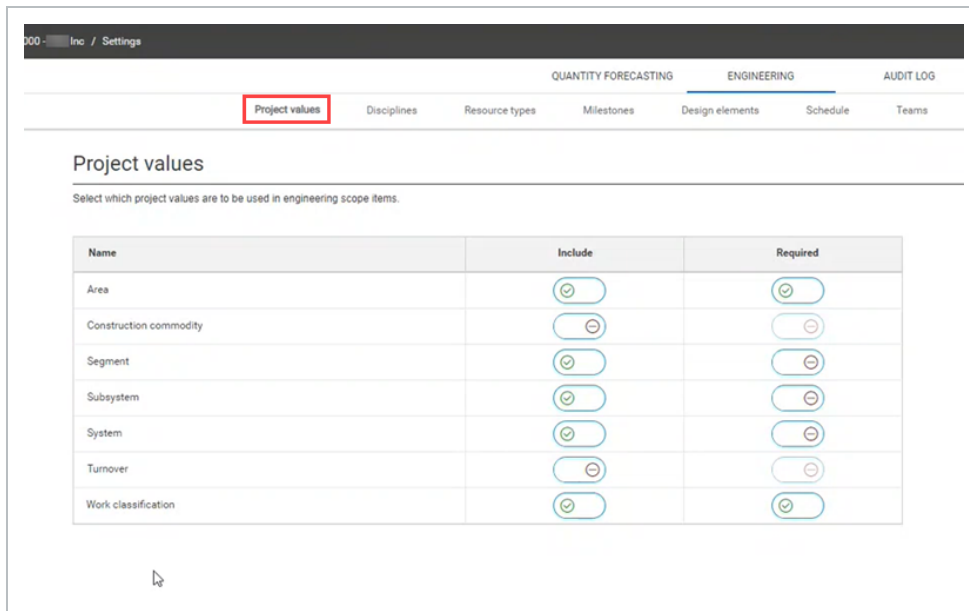 000 - Inc / Settings
QUANTITY FORECASTING ENGINEERING AUDIT LOG
Project values Disciplines Resource types Milestones Design elements Schedule Teams
Project values
Select which project values are to be used in engineering scope items.
Name Include Required
Area
Construction commodity
Segment
Subsystem
System
Turnover
Work classification